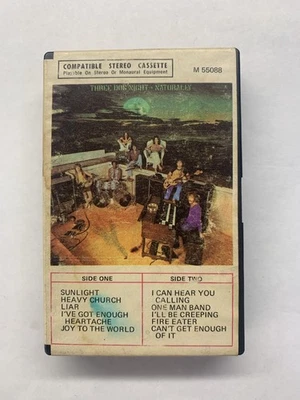 COMPATIBLE STEREO CASSETTE
Playable On Stereo Or Monaural Equipment
M 55088
THREE DOG NIGHT - NATURALLY
SIDE ONE
SUNLIGHT
HEAVY CHURCH
LIAR
I'VE GOT ENOUGH
HEARTACHE
JOY TO THE WORLD
SIDE TWO
I CAN HEAR YOU
CALLING
ONE MAN BAND
I'LL BE CREEPING
FIRE EATER
CAN'T GET ENOUGH
OF IT